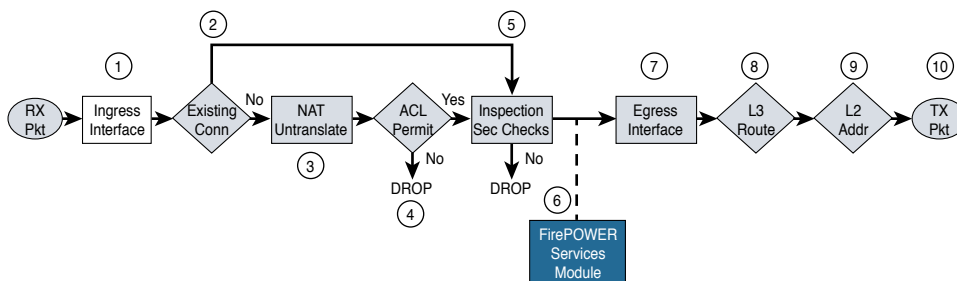 2
5
1
7
8
9
10
RX
Pkt
Ingress
Interface
Existing
Conn
No
NAT
Untranslate
ACL
Permit
Yes
Inspection
Sec Checks
Egress
Interface
L3
Route
L2
Addr
TX
Pkt
3
No
DROP
4
No
DROP
6
FirePOWER
Services
Module